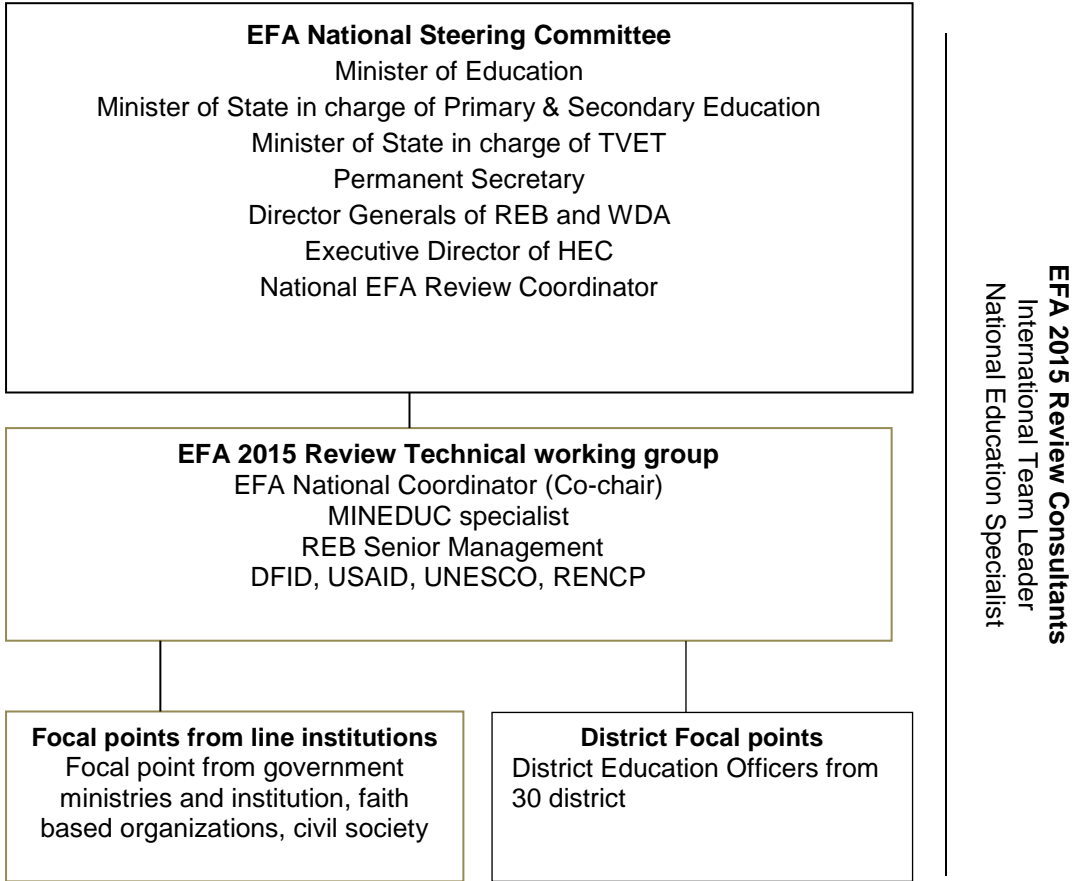 EFA National Steering Committee
Minister of Education
Minister of State in charge of Primary & Secondary Education
Minister of State in charge of TVET
Permanent Secretary
Director Generals of REB and WDA
Executive Director of HEC
National EFA Review Coordinator
EFA 2015 Review Technical working group
EFA National Coordinator (Co-chair)
MINEDUC specialist
REB Senior Management
DFID, USAID, UNESCO, RENCP
Focal points from line institutions
Focal point from government
ministries and institution, faith
based organizations, civil society
District Focal points
District Education Officers from
30 district
EFA 2015 Review Consultants
International Team Leader
National Education Specialist